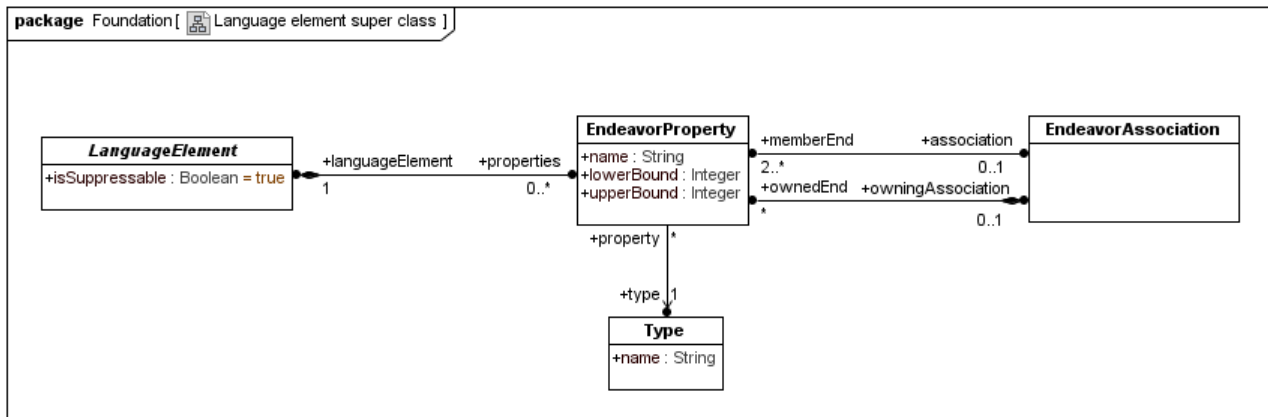 package Foundation [ Language element super class ]
LanguageElement
+isSuppressable : Boolean = true
+languageElement
1
+properties
0..*
EndeavorProperty
+name : String
+lowerBound : Integer
+upperBound : Integer
+memberEnd
2..*
+association
0..1
+ownedEnd
*
+owningAssociation
0..1
EndeavorAssociation
+property
*
+type
1
Type
+name : String